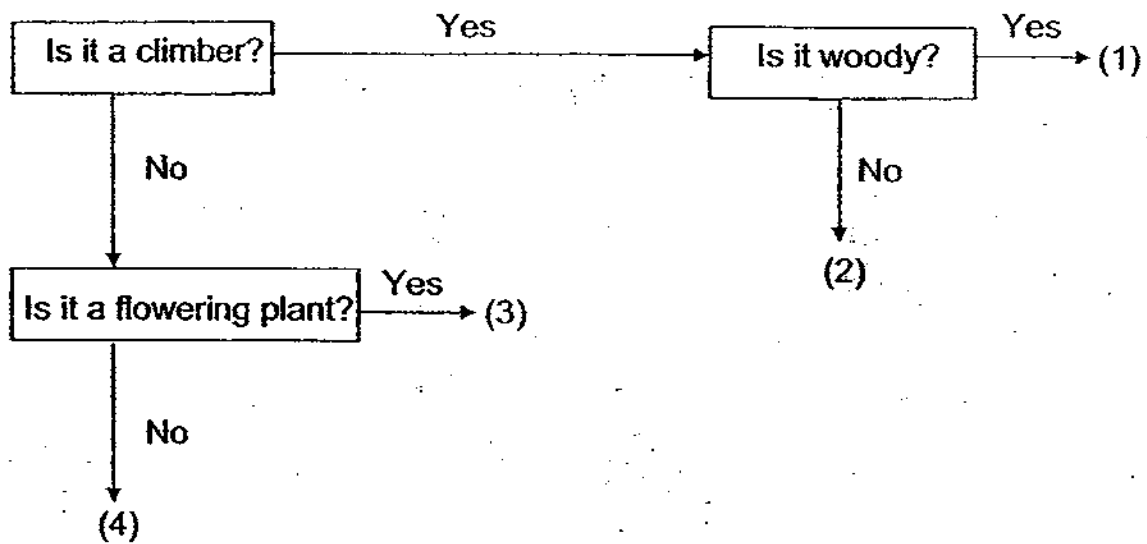 Is it a climber?
Yes
Is it woody?
Yes
(1)
No
No
(2)
Is it a flowering plant?
Yes
(3)
No
(4)